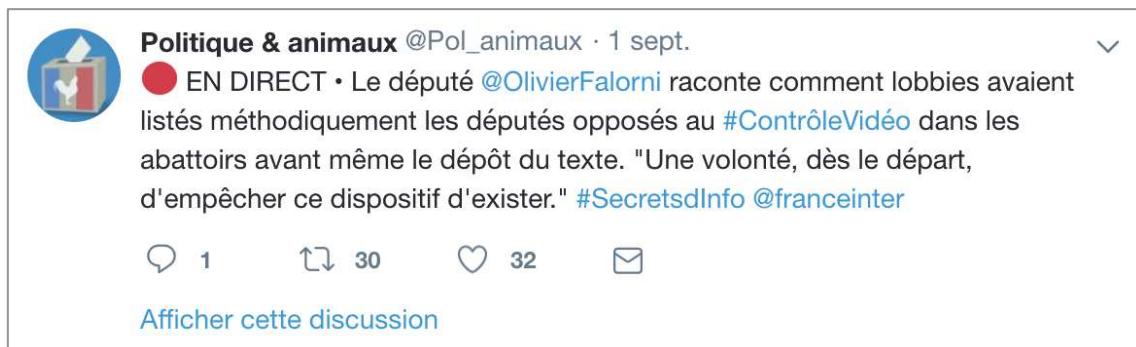 Politique & animaux @Pol_animaux · 1 sept.
🔴 EN DIRECT • Le député @OlivierFalorni raconte comment lobbies avaient
listés méthodiquement les députés opposés au #ContrôleVidéo dans les
abattoirs avant même le dépôt du texte. "Une volonté, dès le départ,
d'empêcher ce dispositif d'exister." #SecretsdInfo @franceinter
1 30 32
Afficher cette discussion